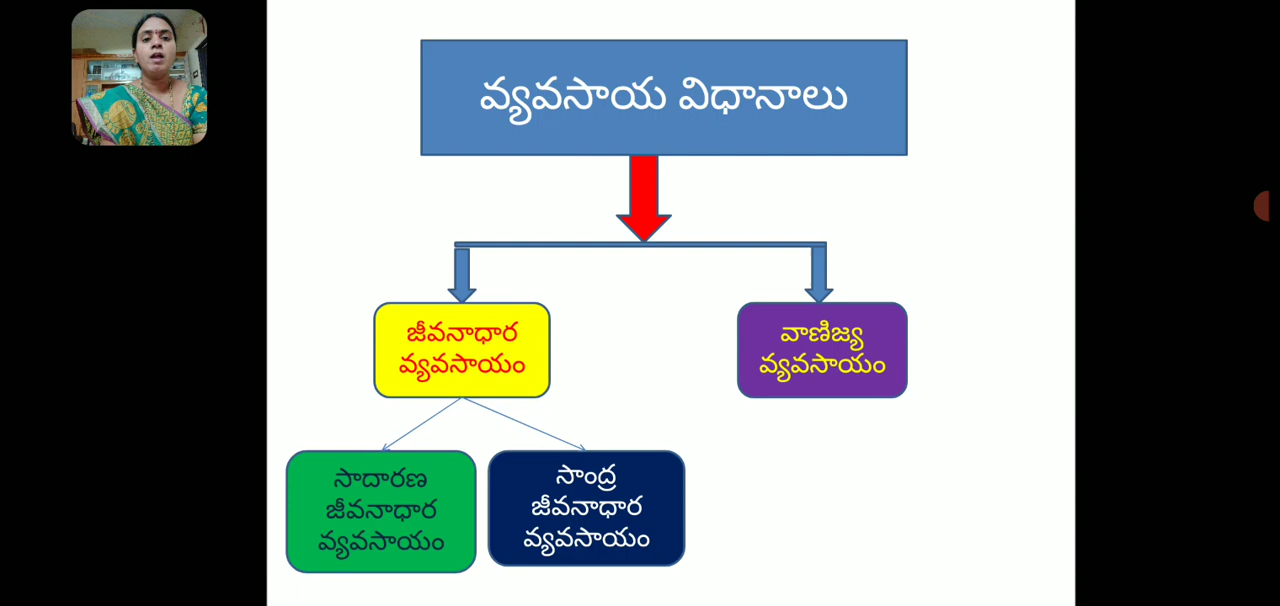 వ్యవసాయ విధానాలు
జీవనాధార
వ్యవసాయం
వాణిజ్య
వ్యవసాయం
సాదారణ
జీవనాధార
వ్యవసాయం
సాంద్ర
జీవనాధార
వ్యవసాయం